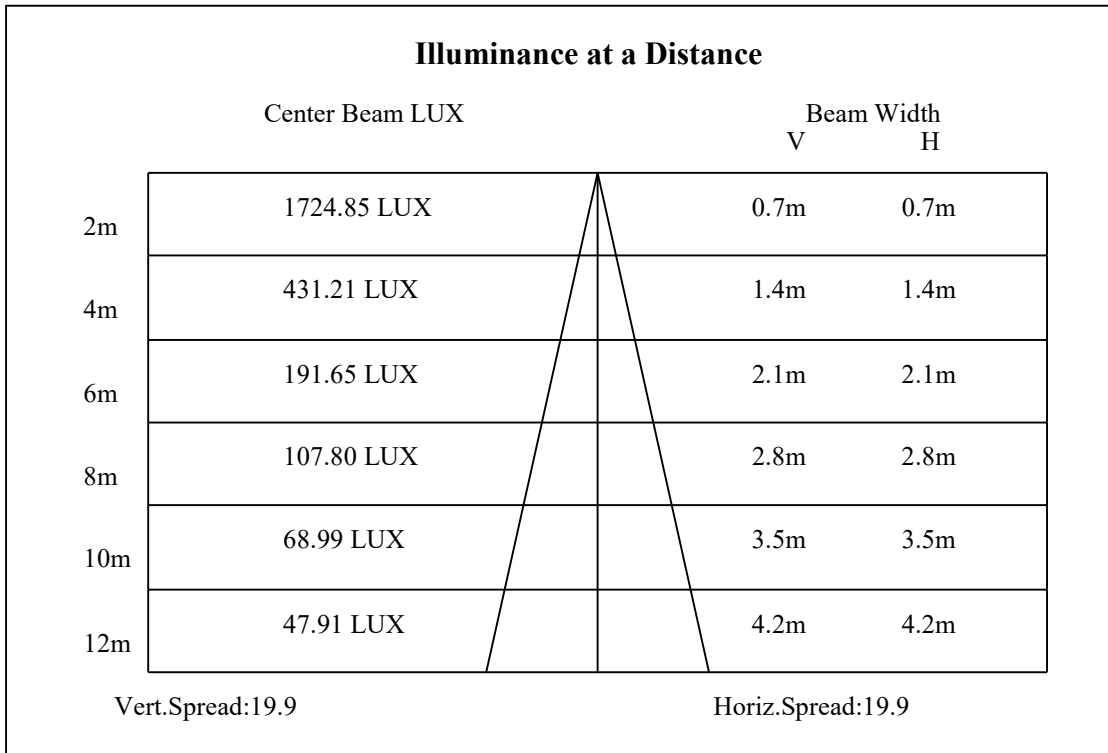 Illuminance at a Distance
Center Beam LUX Beam Width
V H
2m 1724.85 LUX 0.7m 0.7m
4m 431.21 LUX 1.4m 1.4m
6m 191.65 LUX 2.1m 2.1m
8m 107.80 LUX 2.8m 2.8m
10m 68.99 LUX 3.5m 3.5m
12m 47.91 LUX 4.2m 4.2m
Vert.Spread:19.9 Horiz.Spread:19.9